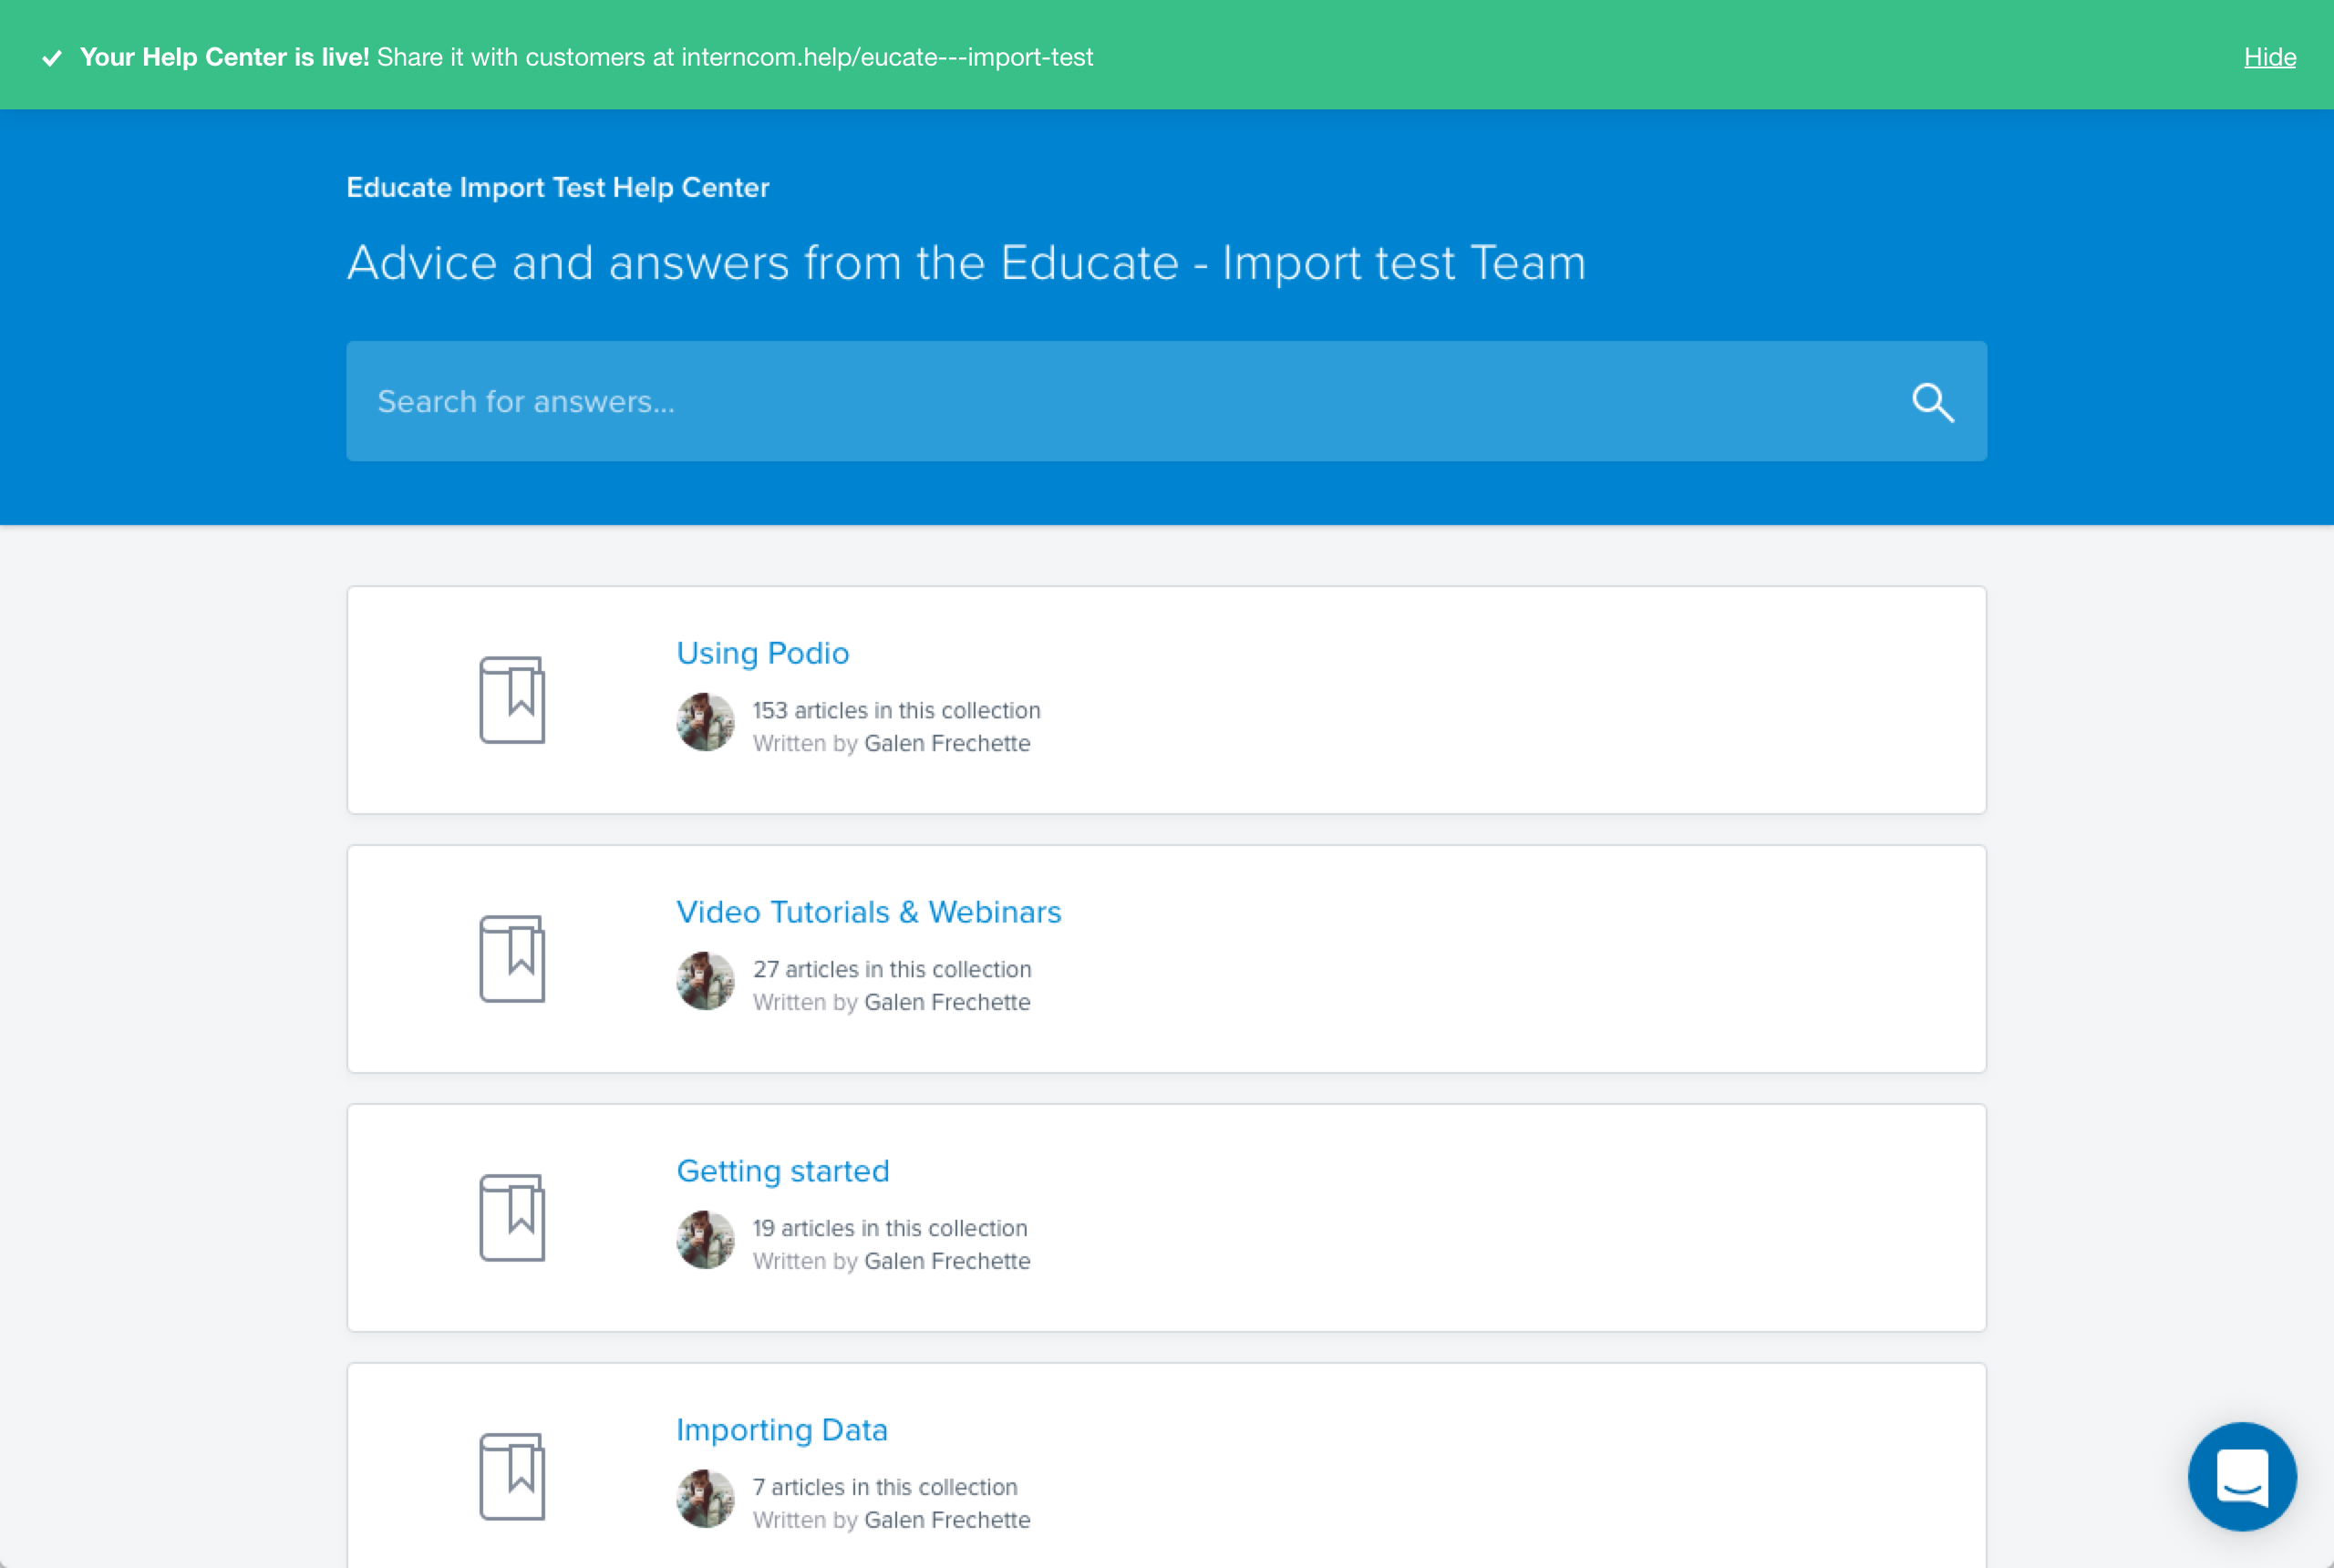 Your Help Center is live! Share it with customers at interncom.help/eucate---import-test
Hide
Educate Import Test Help Center
Advice and answers from the Educate - Import test Team
Search for answers...
Using Podio
153 articles in this collection
Written by Galen Frechette
Video Tutorials & Webinars
27 articles in this collection
Written by Galen Frechette
Getting started
19 articles in this collection
Written by Galen Frechette
Importing Data
7 articles in this collection
Written by Galen Frechette